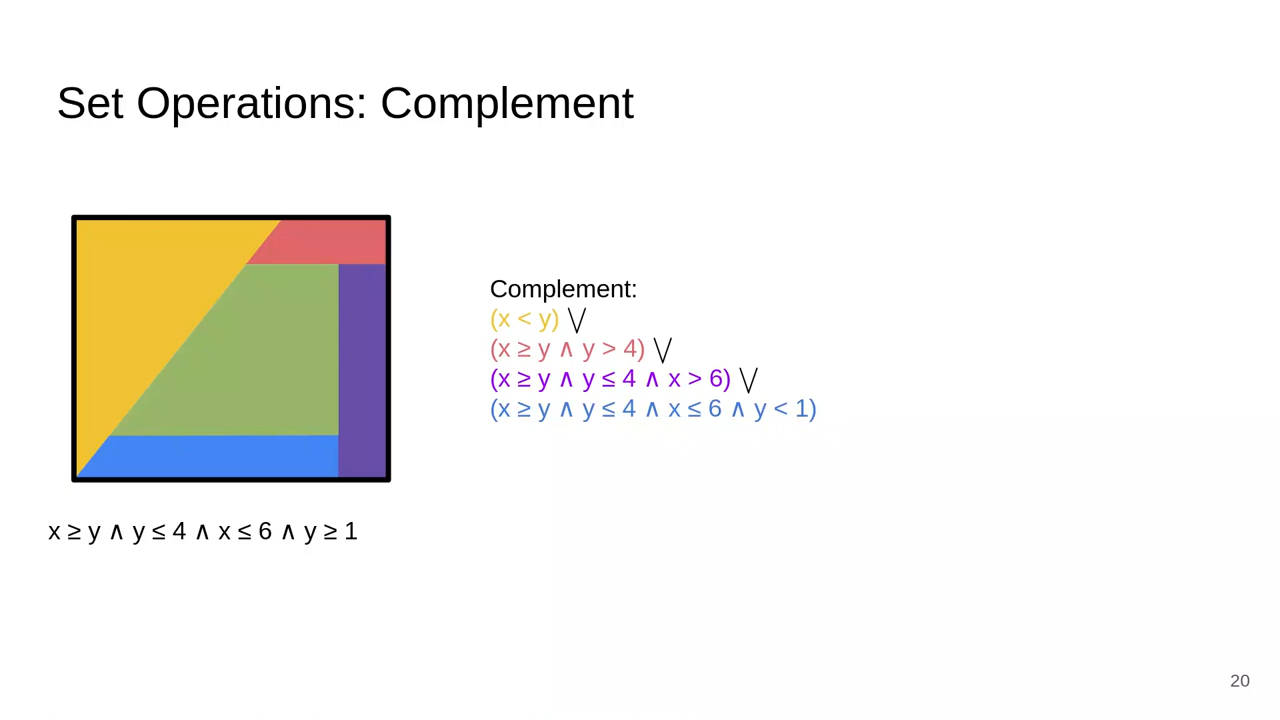 Set Operations: Complement
Complement:
(x < y) \/
(x ≥ y ∧ y > 4) \/
(x ≥ y ∧ y ≤ 4 ∧ x > 6) \/
(x ≥ y ∧ y ≤ 4 ∧ x ≤ 6 ∧ y < 1)
x ≥ y ∧ y ≤ 4 ∧ x ≤ 6 ∧ y ≥ 1
20